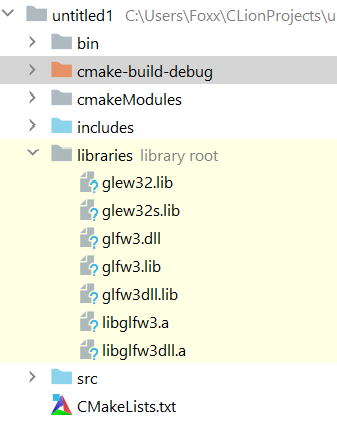 untitled1 C:\Users\Foxx\CLionProjects\u
bin
cmake-build-debug
cmakeModules
includes
libraries library root
glew32.lib
glew32s.lib
glfw3.dll
glfw3.lib
glfw3dll.lib
libglfw3.a
libglfw3dll.a
src
CMakeLists.txt